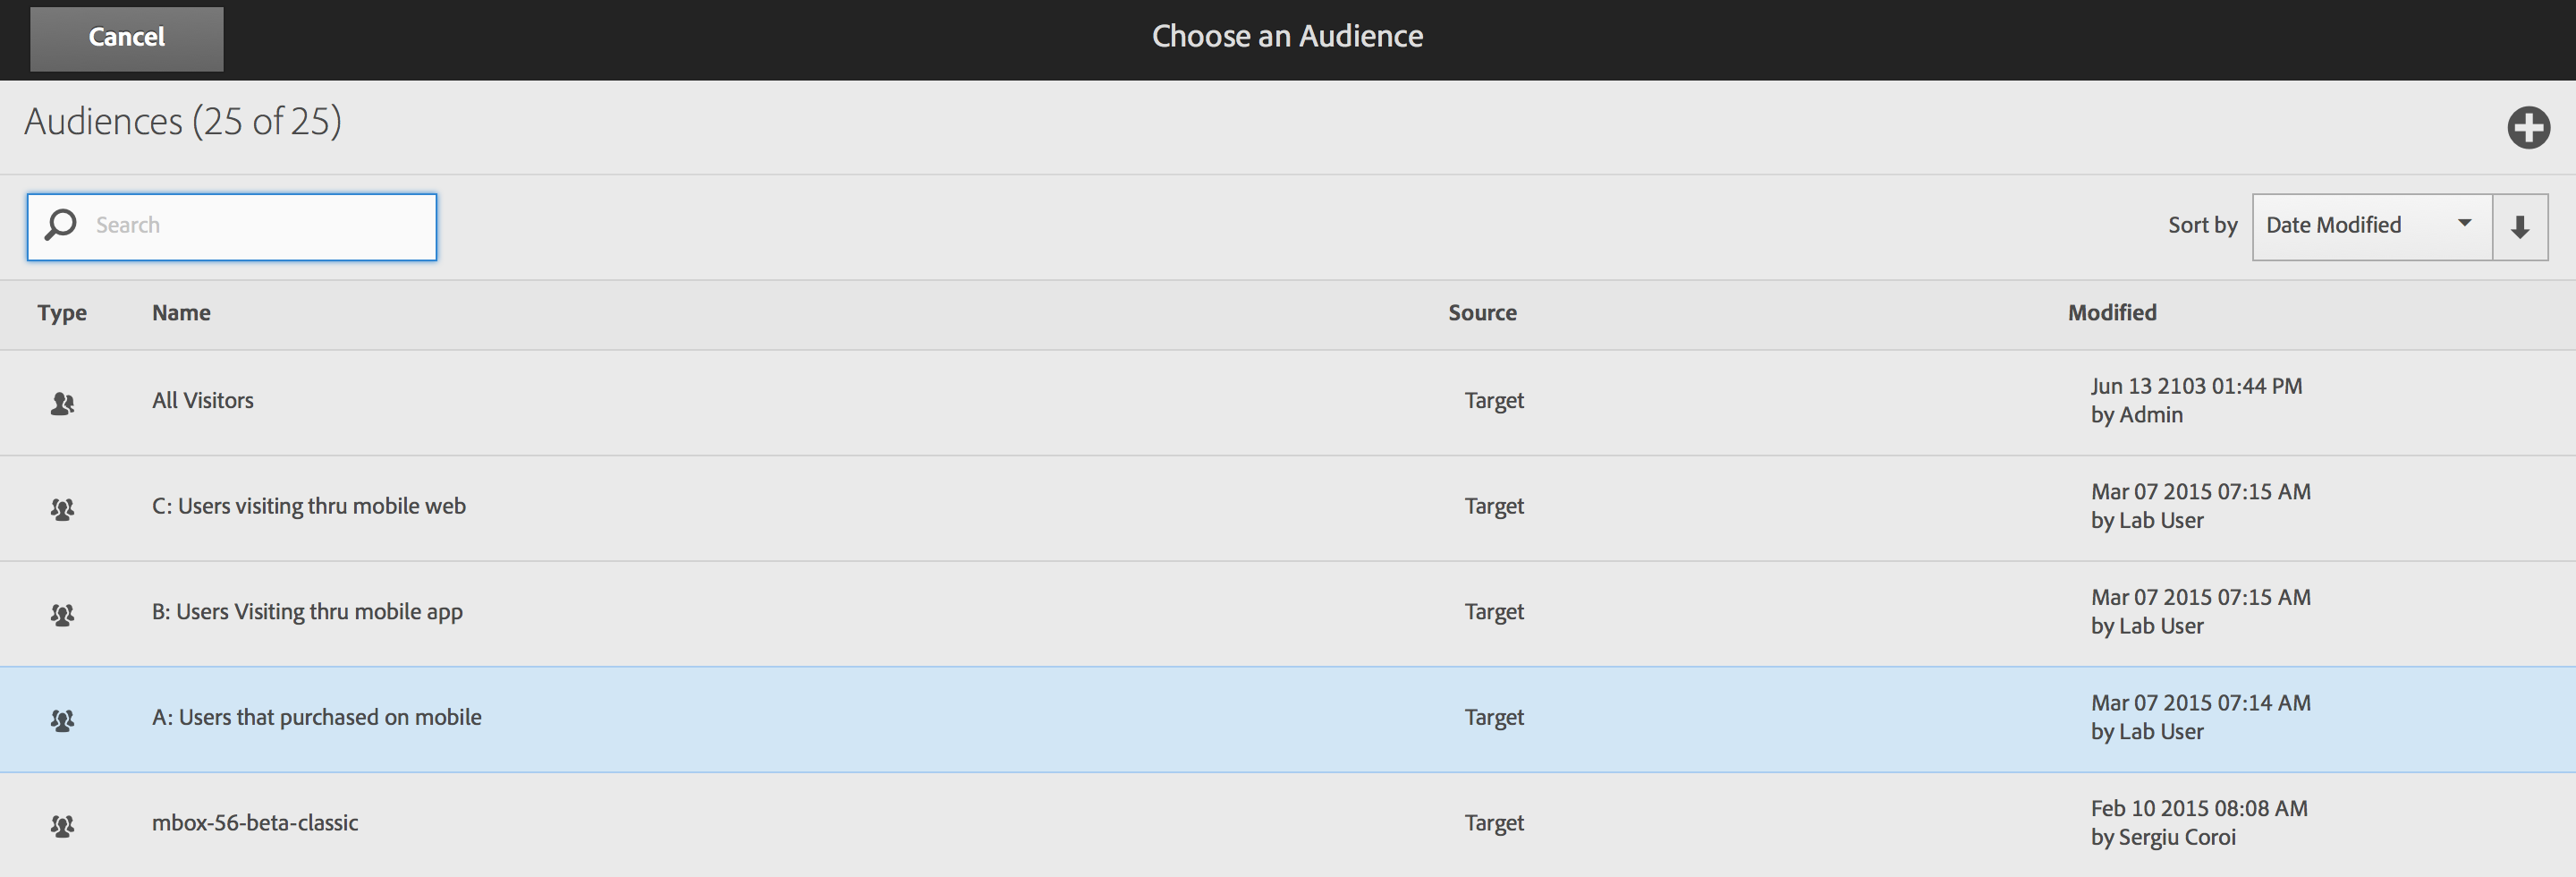 Cancel
Choose an Audience
Audiences (25 of 25)
Search
Sort by
Date Modified
Type
Name
Source
Modified
All Visitors
Target
Jun 13 2103 01:44 PM
by Admin
C: Users visiting thru mobile web
Target
Mar 07 2015 07:15 AM
by Lab User
B: Users Visiting thru mobile app
Target
Mar 07 2015 07:15 AM
by Lab User
A: Users that purchased on mobile
Target
Mar 07 2015 07:14 AM
by Lab User
mbox-56-beta-classic
Target
Feb 10 2015 08:08 AM
by Sergiu Coroi